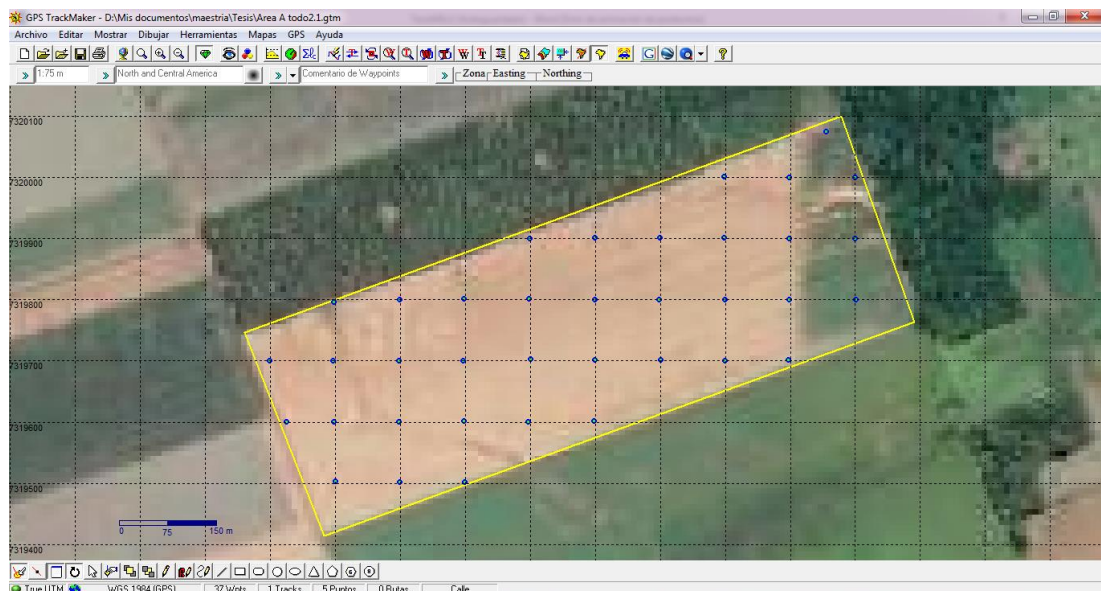 GPS TrackMaker - D:\Mis documentos\maestria\Tesis\Area A todo2.1.gtm
Archivo Editar Mostrar Dibujar Herramientas Mapas GPS Ayuda
1:75 m North and Central America Comentario de Waypoints Zona Easting Northing
7320100
7320000
7319900
7319800
7319700
7319600
7319500
0 75 150 m
7319400
True UTM WGS 1984 (GPS) 37 Wpts 1 Tracks 5 Puntos 0 Rutas Calle